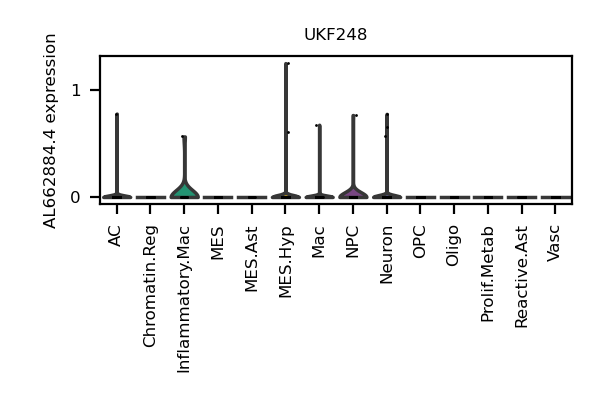 UKF248
AL662884.4 expression
1
0
AC
Chromatin.Reg
Inflammatory.Mac
MES
MES.Ast
MES.Hyp
Mac
NPC
Neuron
OPC
Oligo
Prolif.Metab
Reactive.Ast
Vasc